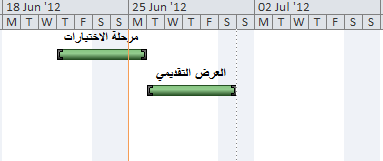 18 Jun '12 25 Jun '12 02 Jul '12
M T W T F S S M T W T F S S M T W T F S S
مرحلة الاختبارات
العرض التقديمي